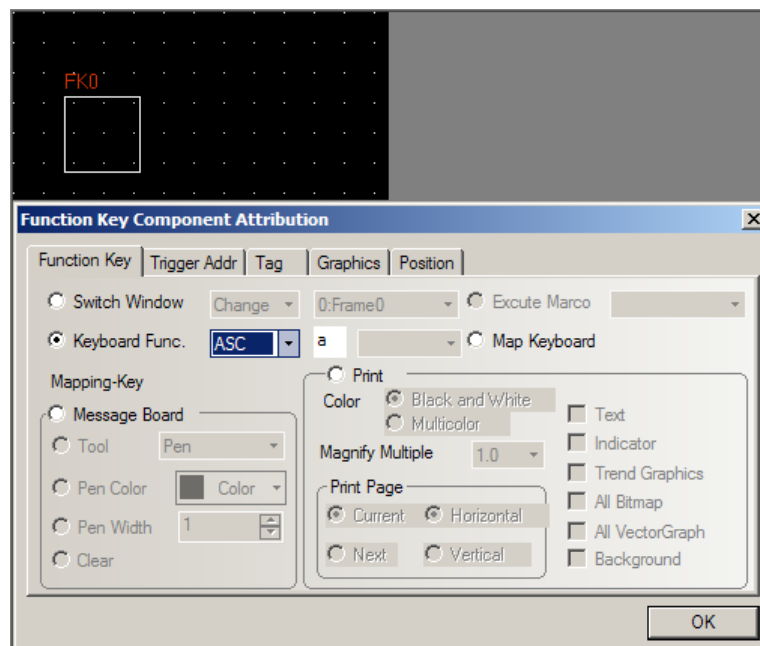 FK0
Function Key Component Attribution
Function Key Trigger Addr Tag Graphics Position
Switch Window Change 0:Frame0 Excute Marco
Keyboard Func. ASC a Map Keyboard
Mapping-Key
Print
Color Black and White
Multicolor
Magnify Multiple 1.0
Print Page
Current Horizontal
Next Vertical
Text
Indicator
Trend Graphics
All Bitmap
All VectorGraph
Background
Message Board
Tool Pen
Pen Color Color
Pen Width 1
Clear
OK